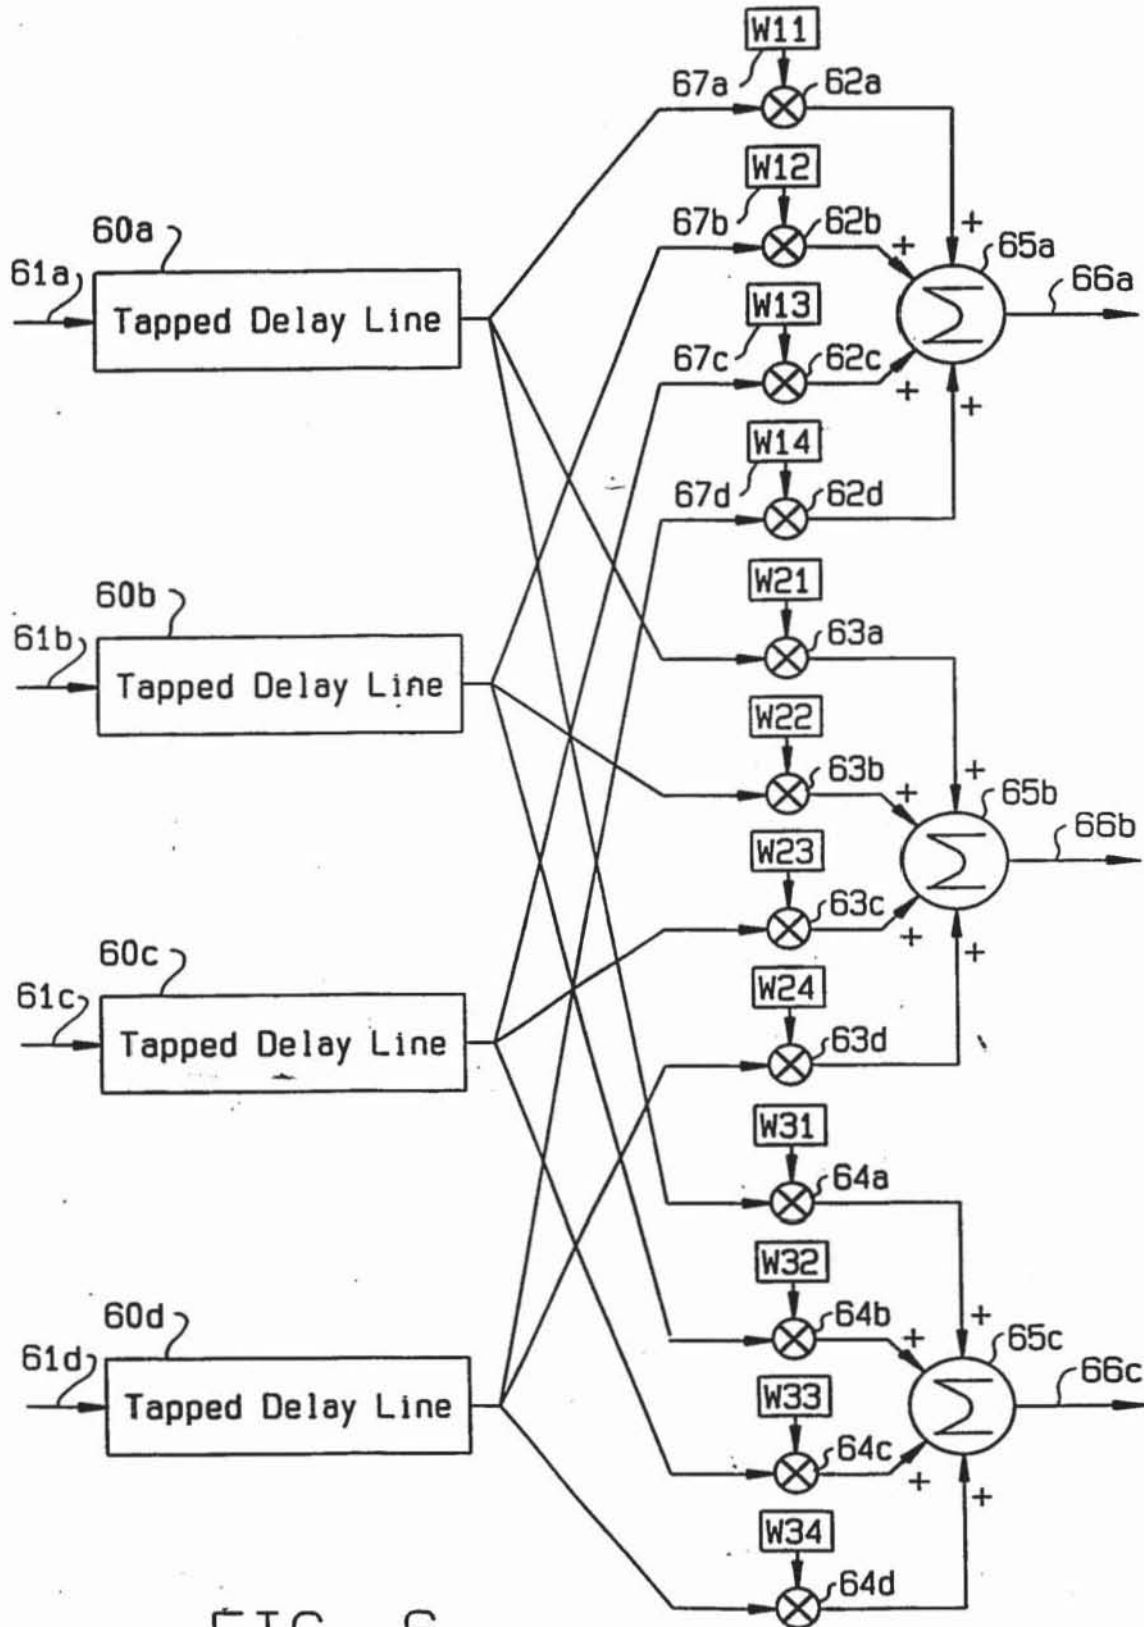 W11
67a
62a
W12
67b
62b
60a
+
+
65a
61a
66a
Tapped Delay Line
W13
Σ
67c
62c
+
+
W14
67d
62d
60b
W21
61b
63a
Tapped Delay Line
W22
63b
+
+
65b
66b
W23
Σ
63c
60c
+
+
61c
W24
Tapped Delay Line
63d
W31
64a
W32
60d
64b
+
+
65c
61d
66c
Tapped Delay Line
W33
Σ
64c
+
+
W34
64d